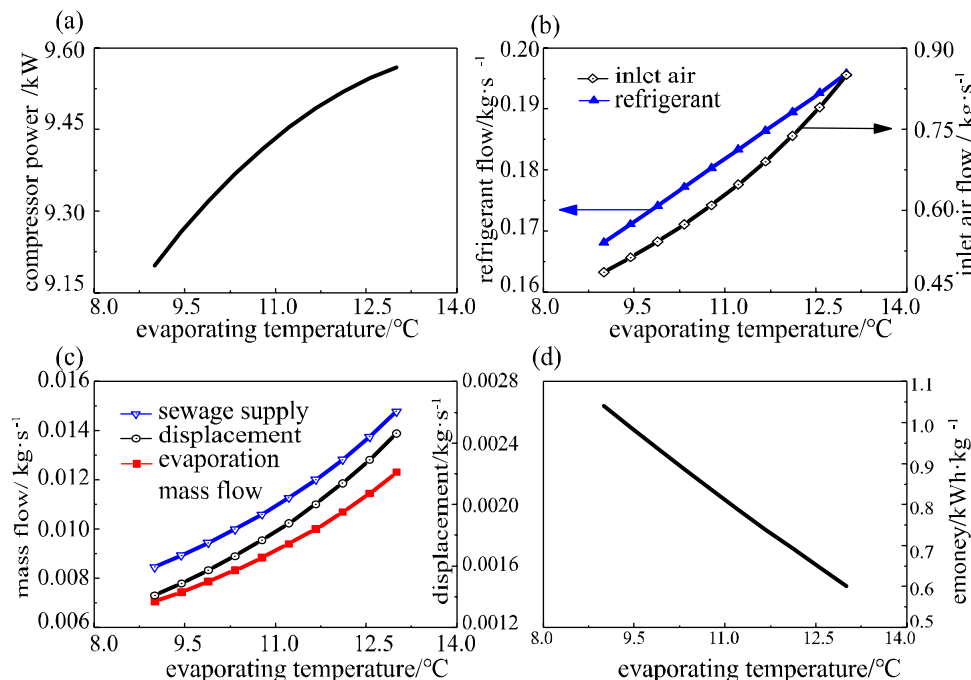 (a)
9.60
9.45
9.30
9.15
compressor power /kW
8.0 9.5 11.0 12.5 14.0
evaporating temperature/°C
(b)
0.20
0.19
0.18
0.17
0.16
refrigerant flow/kg·s⁻¹
inlet air
refrigerant
0.90
0.75
0.60
0.45
inlet air flow / kg·s⁻¹
8.0 9.5 11.0 12.5 14.0
evaporating temperature/°C
(c)
0.016
0.014
0.012
0.010
0.008
0.006
mass flow/ kg·s⁻¹
sewage supply
displacement
evaporation
mass flow
0.0028
0.0024
0.0020
0.0016
0.0012
displacement/kg·s⁻¹
8.0 9.5 11.0 12.5 14.0
evaporating temperature/°C
(d)
1.1
1.0
0.9
0.8
0.7
0.6
0.5
emoney/kWh·kg⁻¹
8.0 9.5 11.0 12.5 14.0
evaporating temperature/°C